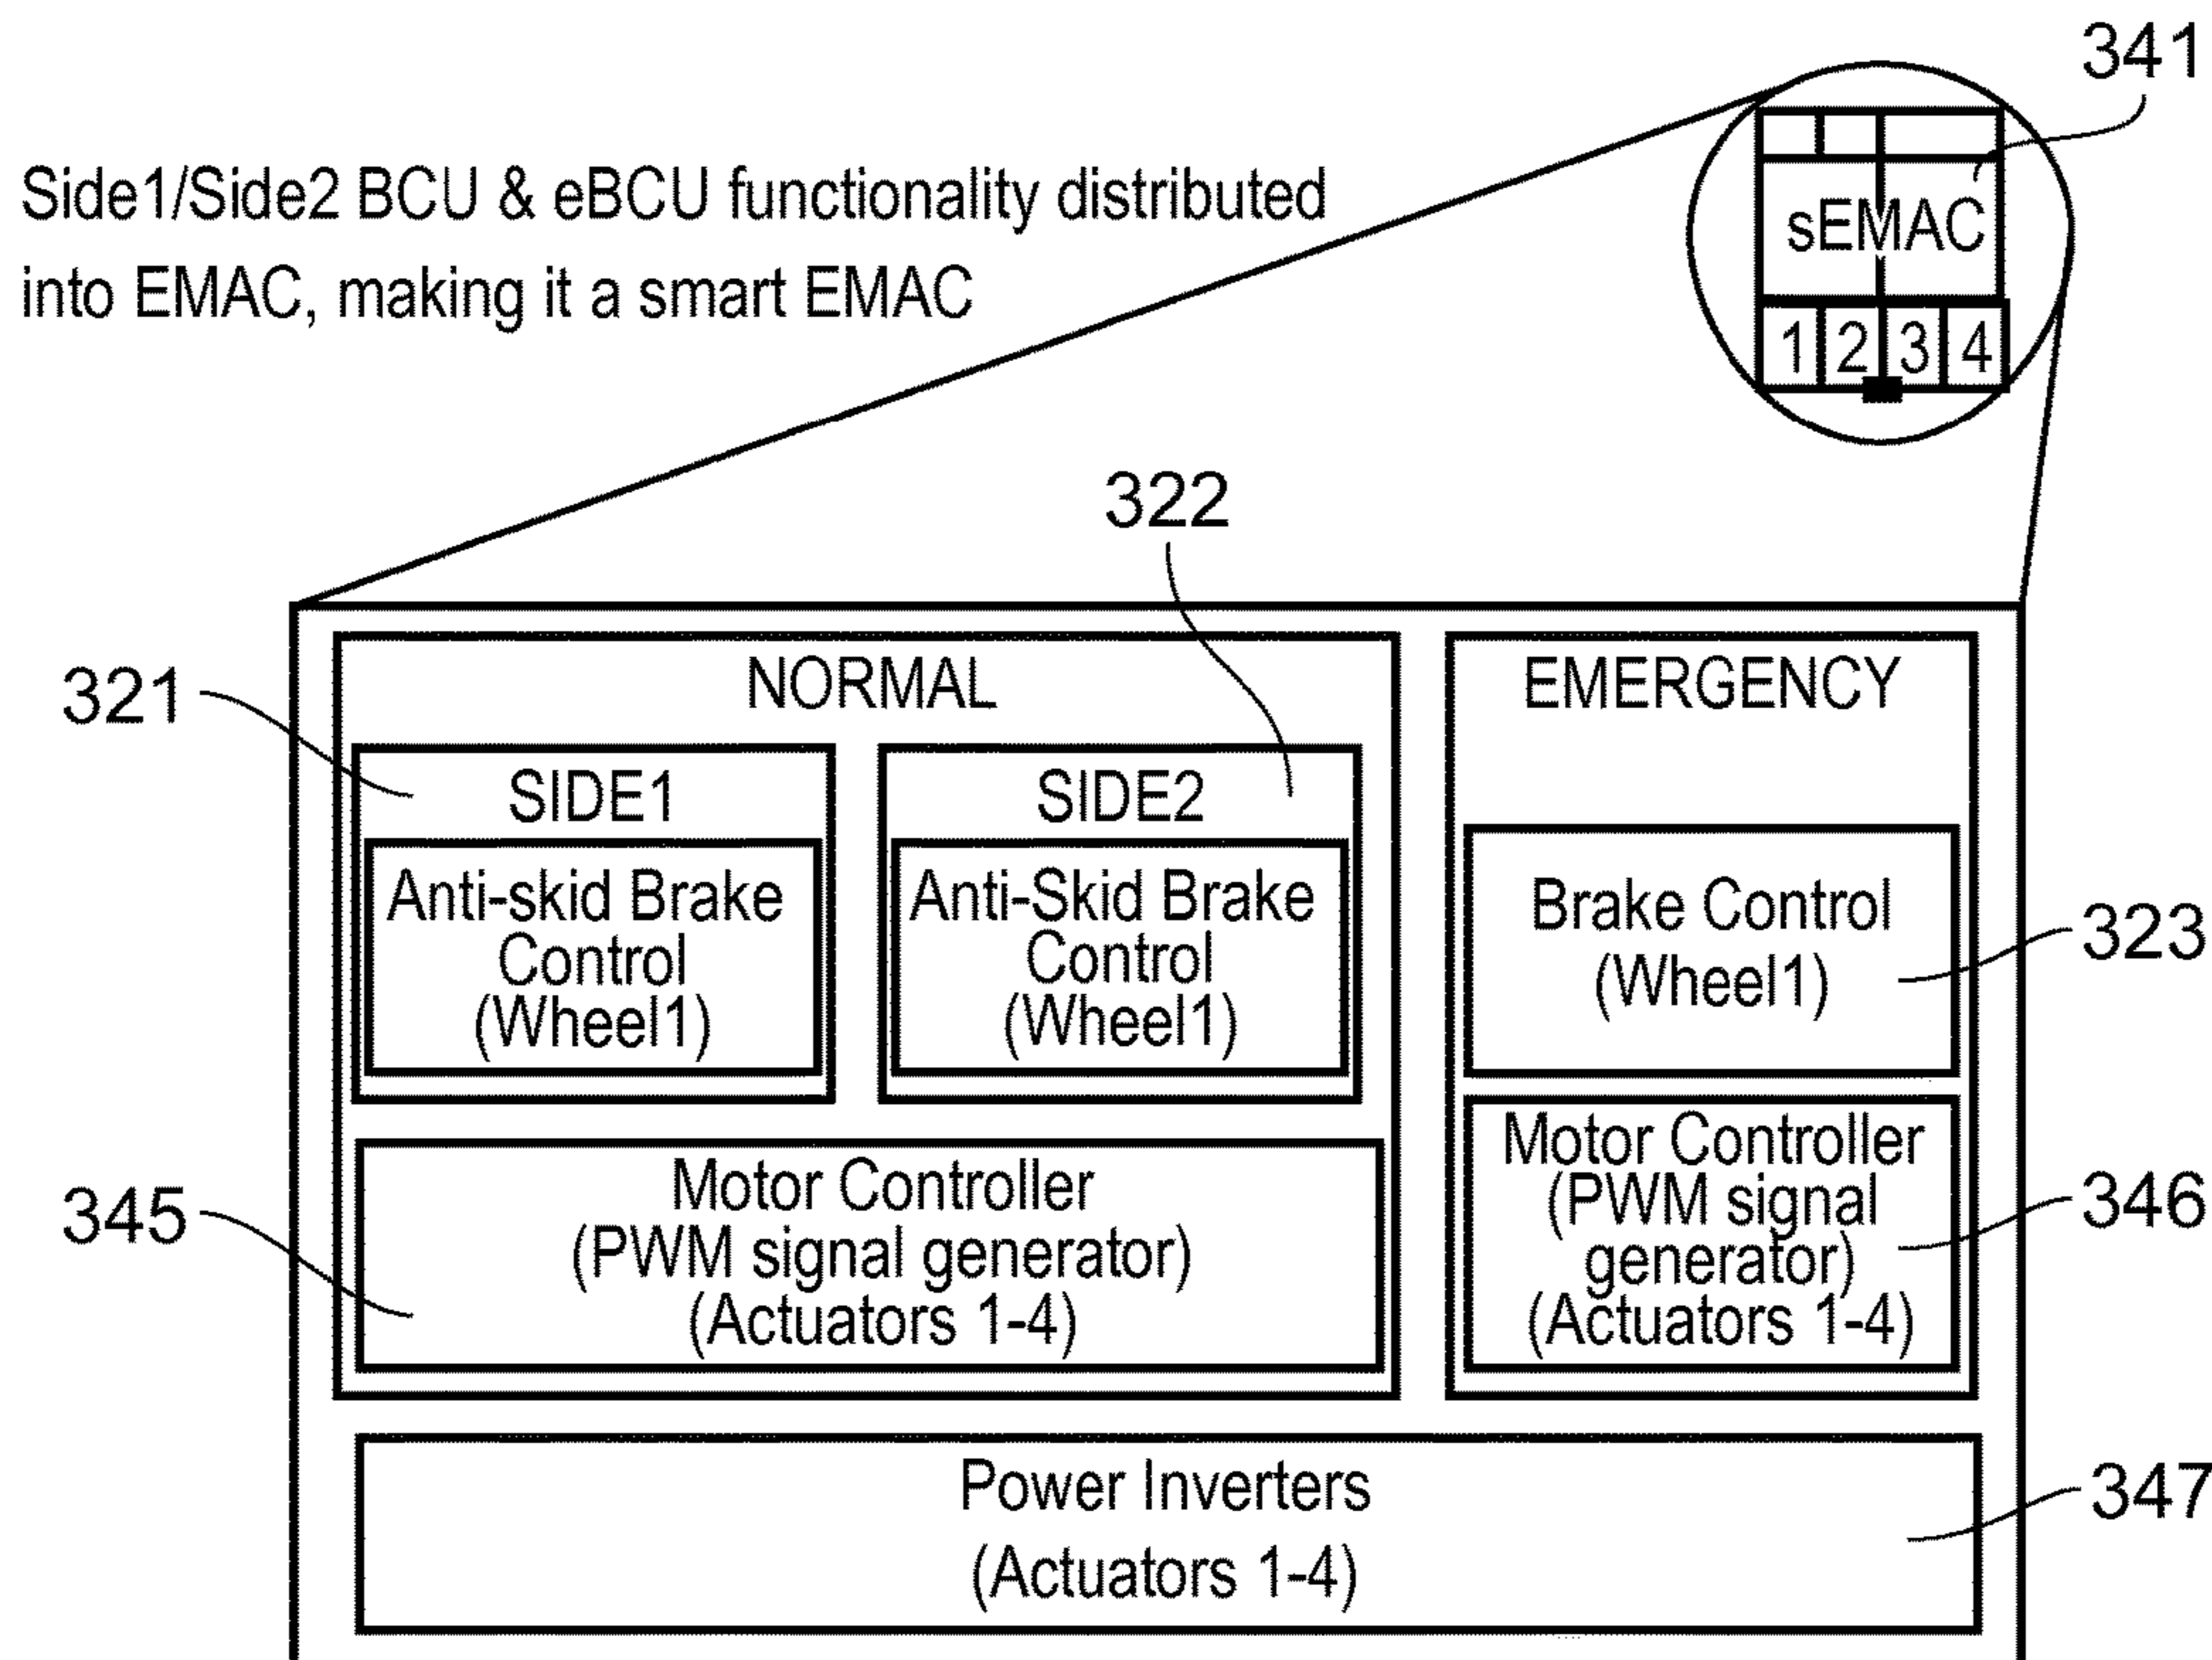 341
Side1/Side2 BCU & eBCU functionality distributed
into EMAC, making it a smart EMAC
sEMAC
1 2 3 4
322
321
NORMAL
EMERGENCY
SIDE1
SIDE2
Anti-skid Brake
Control
(Wheel1)
Anti-Skid Brake
Control
(Wheel1)
Brake Control
(Wheel1)
323
345
Motor Controller
(PWM signal generator)
(Actuators 1-4)
Motor Controller
(PWM signal
generator)
(Actuators 1-4)
346
Power Inverters
(Actuators 1-4)
347